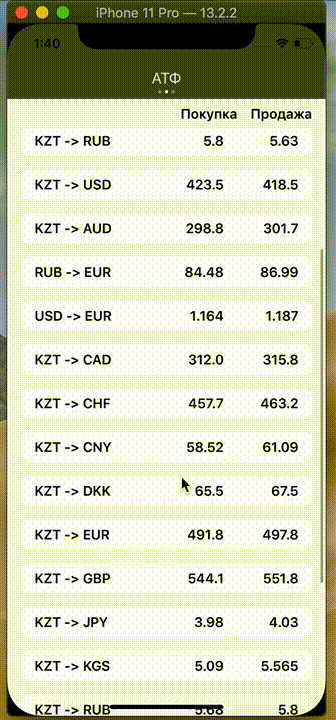 iPhone 11 Pro — 13.2.2
1:40
АТФ
Покупка Продажа
KZT -> RUB 5.8 5.63
KZT -> USD 423.5 418.5
KZT -> AUD 298.8 301.7
RUB -> EUR 84.48 86.99
USD -> EUR 1.164 1.187
KZT -> CAD 312.0 315.8
KZT -> CHF 457.7 463.2
KZT -> CNY 58.52 61.09
KZT -> DKK 65.5 67.5
KZT -> EUR 491.8 497.8
KZT -> GBP 544.1 551.8
KZT -> JPY 3.98 4.03
KZT -> KGS 5.09 5.565
KZT -> RUB 5.68 5.8